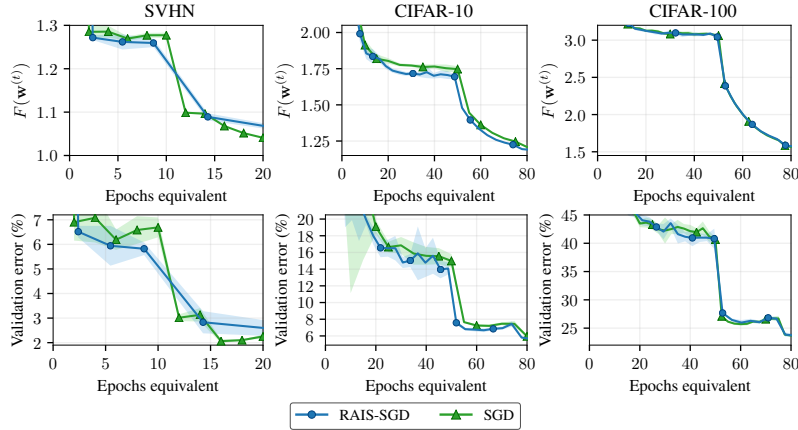 SVHN
CIFAR-10
CIFAR-100
F(w⁽ᵗ⁾)
1.3
1.2
1.1
1.0
0 5 10 15 20
Epochs equivalent
F(w⁽ᵗ⁾)
2.00
1.75
1.50
1.25
0 20 40 60 80
Epochs equivalent
F(w⁽ᵗ⁾)
3.0
2.5
2.0
1.5
0 20 40 60 80
Epochs equivalent
Validation error (%)
7
6
5
4
3
2
0 5 10 15 20
Epochs equivalent
Validation error (%)
20
18
16
14
12
10
8
6
0 20 40 60 80
Epochs equivalent
Validation error (%)
45
40
35
30
25
0 20 40 60 80
Epochs equivalent
RAIS-SGD
SGD